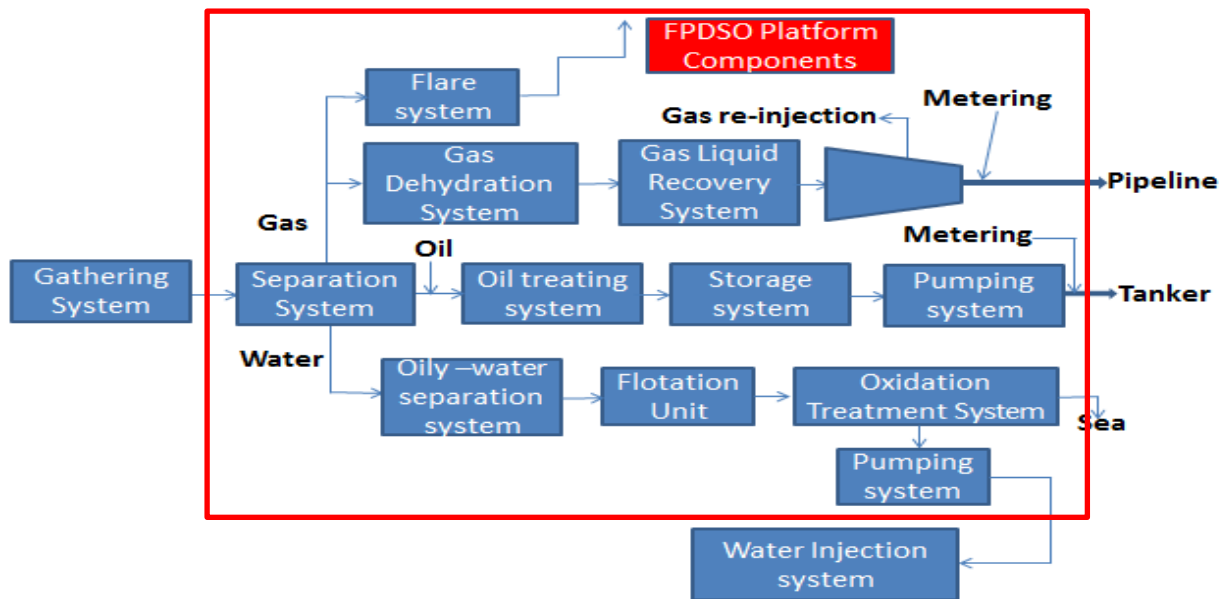 FPDSO Platform
Components
Flare
system
Gas re-injection
Metering
Gas
Dehydration
System
Gas Liquid
Recovery
System
Pipeline
Gas
Oil
Metering
Gathering
System
Separation
System
Oil treating
system
Storage
system
Pumping
system
Tanker
Water
Oily –water
separation
system
Flotation
Unit
Oxidation
Treatment System
Sea
Pumping
system
Water Injection
system